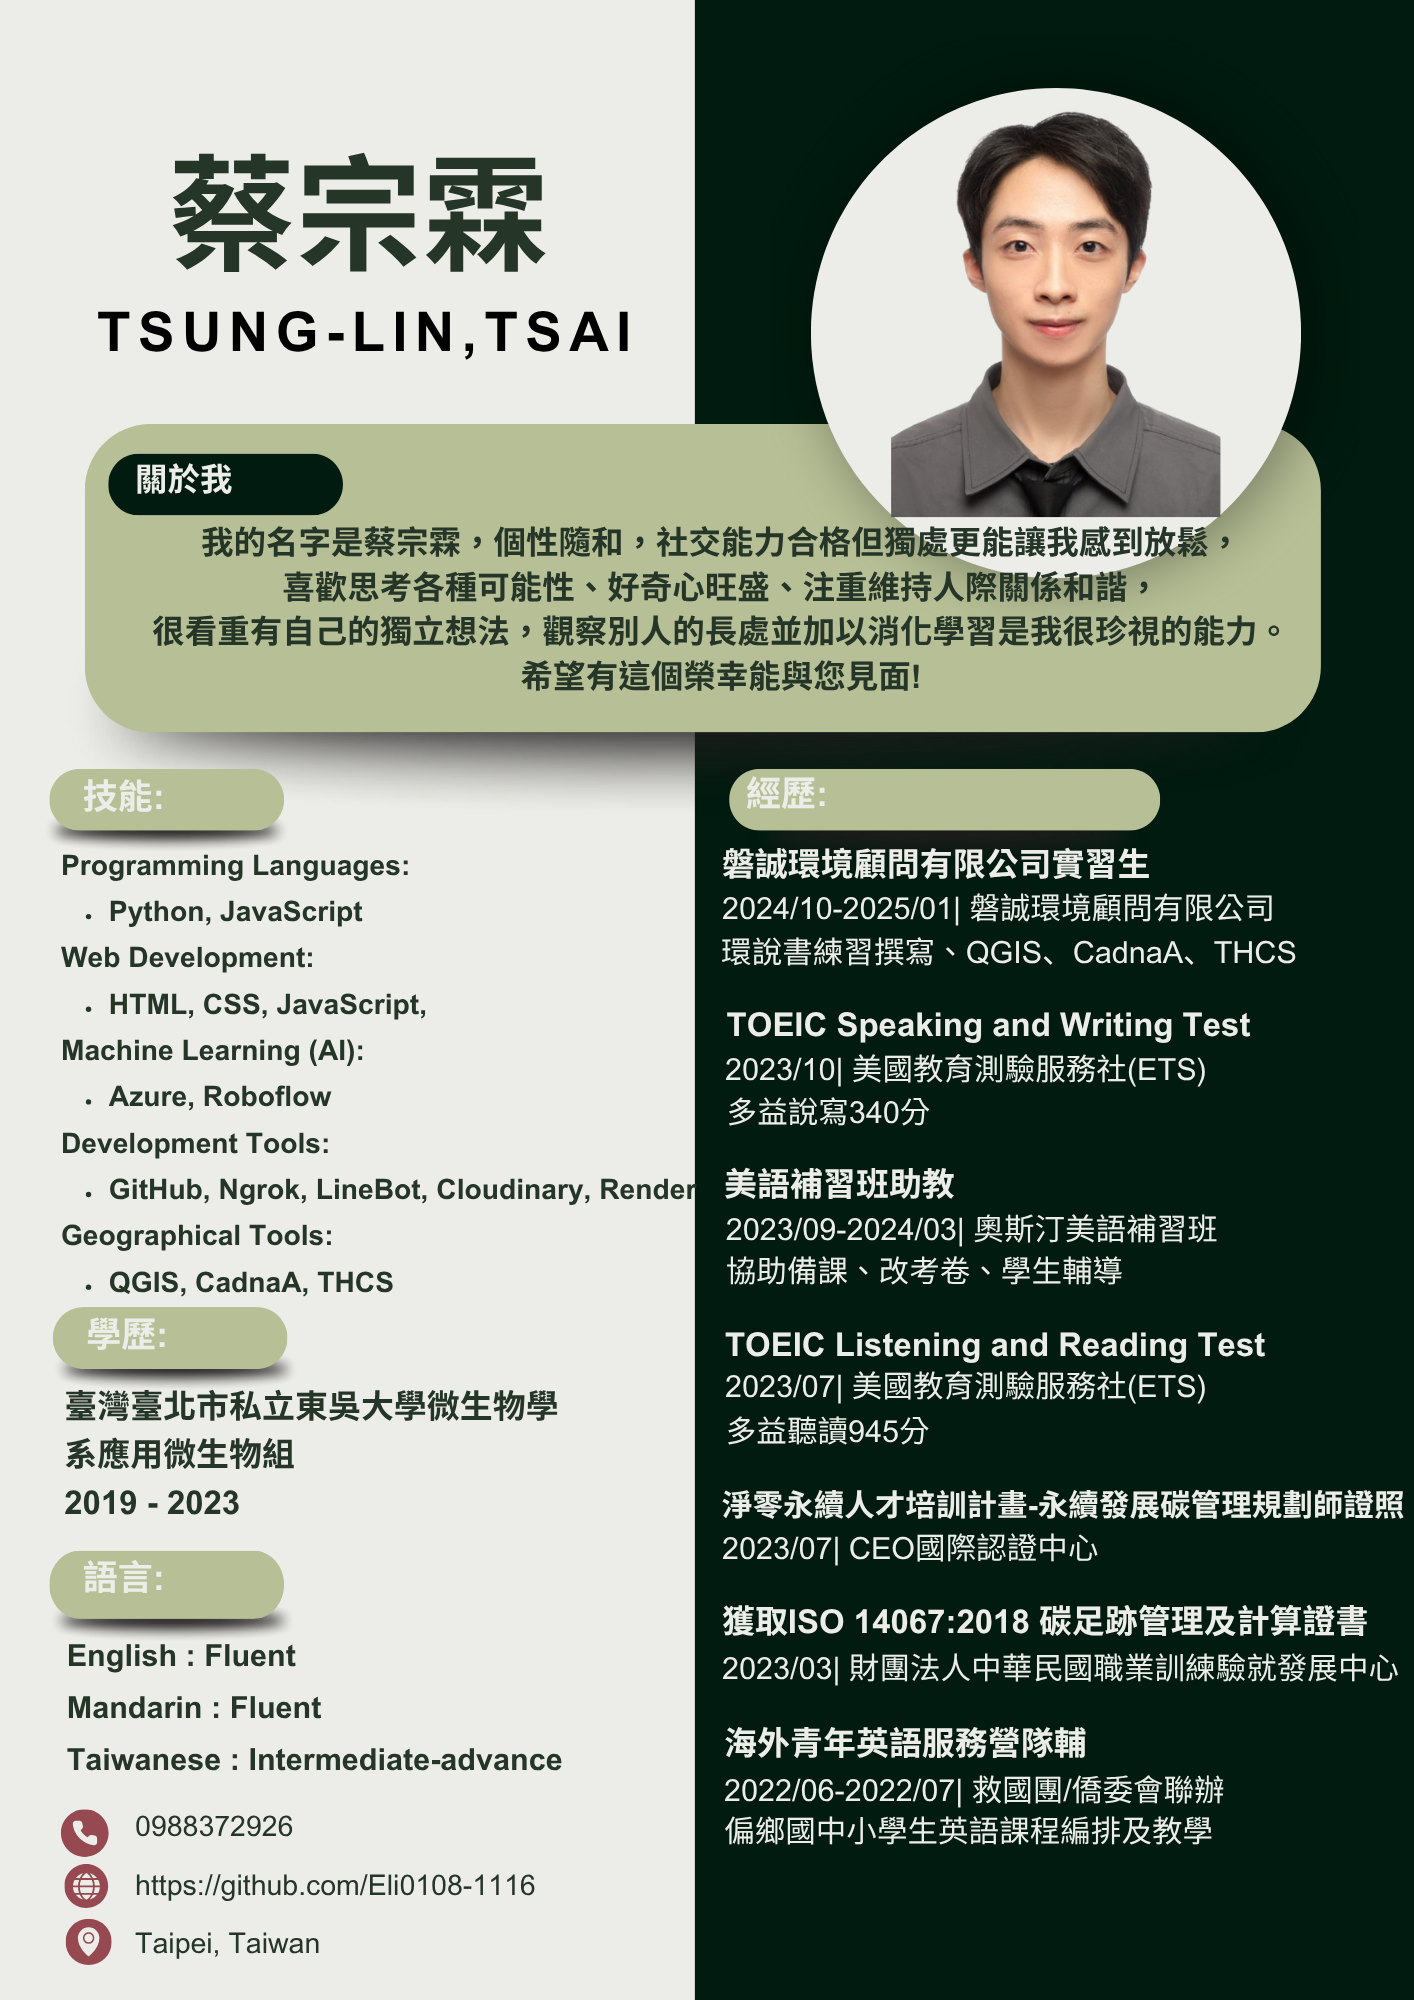 蔡宗霖
TSUNG-LIN,TSAI
關於我
我的名字是蔡宗霖，個性隨和，社交能力合格但獨處更能讓我感到放鬆，
喜歡思考各種可能性、好奇心旺盛、注重維持人際關係和諧，
很看重有自己的獨立想法，觀察別人的長處並加以消化學習是我很珍視的能力。
希望有這個榮幸能與您見面!
技能:
Programming Languages:
• Python, JavaScript
Web Development:
• HTML, CSS, JavaScript,
Machine Learning (AI):
• Azure, Roboflow
Development Tools:
• GitHub, Ngrok, LineBot, Cloudinary, Render
Geographical Tools:
• QGIS, CadnaA, THCS
學歷:
臺灣臺北市私立東吳大學微生物學
系應用微生物組
2019 - 2023
語言:
English : Fluent
Mandarin : Fluent
Taiwanese : Intermediate-advance
0988372926
https://github.com/Eli0108-1116
Taipei, Taiwan
經歷:
磐誠環境顧問有限公司實習生
2024/10-2025/01| 磐誠環境顧問有限公司
環說書練習撰寫、QGIS、CadnaA、THCS
TOEIC Speaking and Writing Test
2023/10| 美國教育測驗服務社(ETS)
多益說寫340分
美語補習班助教
2023/09-2024/03| 奧斯汀美語補習班
協助備課、改考卷、學生輔導
TOEIC Listening and Reading Test
2023/07| 美國教育測驗服務社(ETS)
多益聽讀945分
淨零永續人才培訓計畫-永續發展碳管理規劃師證照
2023/07| CEO國際認證中心
獲取ISO 14067:2018 碳足跡管理及計算證書
2023/03| 財團法人中華民國職業訓練驗就發展中心
海外青年英語服務營隊輔
2022/06-2022/07| 救國團/僑委會聯辦
偏鄉國中小學生英語課程編排及教學